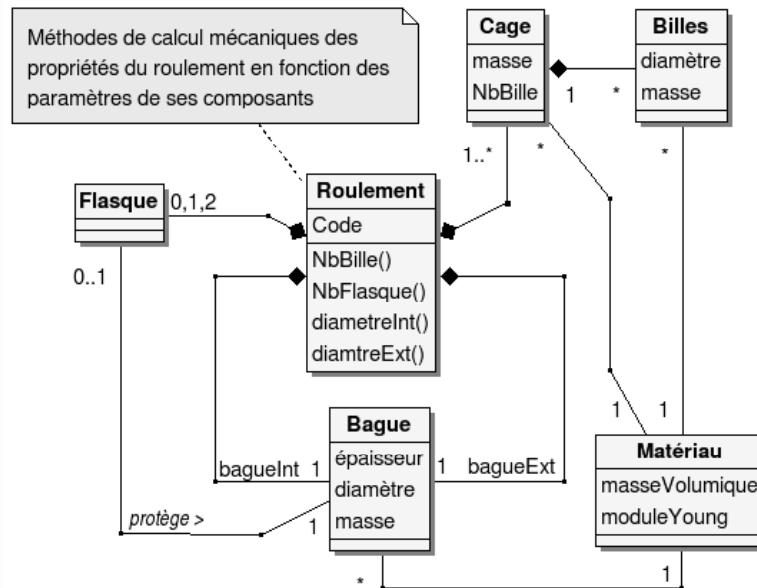 Méthodes de calcul mécaniques des
propriétés du roulement en fonction des
paramètres de ses composants
Cage
masse
NbBille
1
*
Billes
diamètre
masse
1..*
*
*
Flasque
0,1,2
0..1
Roulement
Code
NbBille()
NbFlasque()
diametreInt()
diamtreExt()
1
1
Bague
épaisseur
diamètre
masse
bagueInt
1
1
bagueExt
protège >
1
Matériau
masseVolumique
moduleYoung
*
1